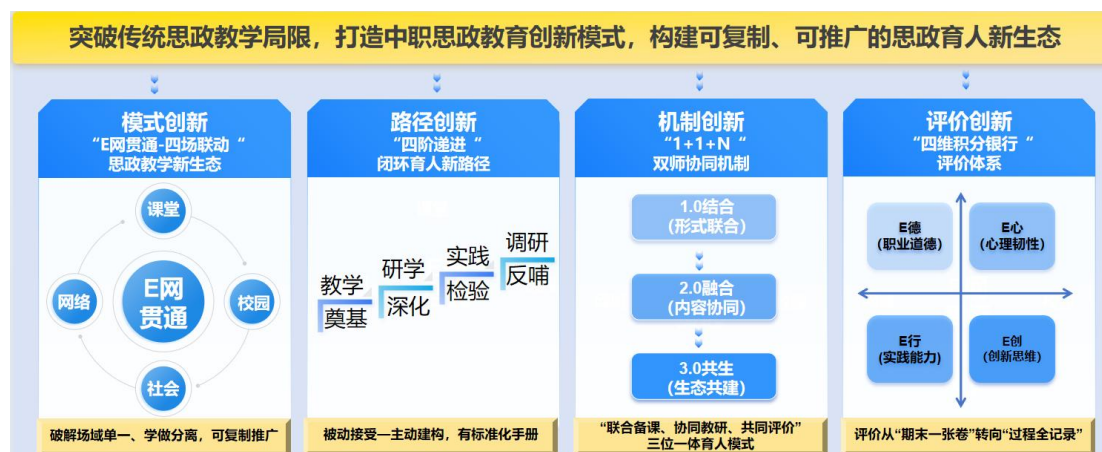 突破传统思政教学局限，打造中职思政教育创新模式，构建可复制、可推广的思政育人新生态
模式创新
“E网贯通-四场联动“
思政教学新生态
课堂
网络
E网
贯通
校园
社会
破解场域单一、学做分离，可复制推广
路径创新
“四阶递进“
闭环育人新路径
教学
奠基
研学
深化
实践
检验
调研
反哺
被动接受—主动建构，有标准化手册
机制创新
“1+1+N“
双师协同机制
1.0结合
(形式联合)
2.0融合
(内容协同)
3.0共生
(生态共建)
“联合备课、协同教研、共同评价”
三位一体育人模式
评价创新
“四维积分银行“
评价体系
E德
(职业道德)
E心
(心理韧性)
E行
(实践能力)
E创
(创新思维)
评价从“期末一张卷”转向“过程全记录”